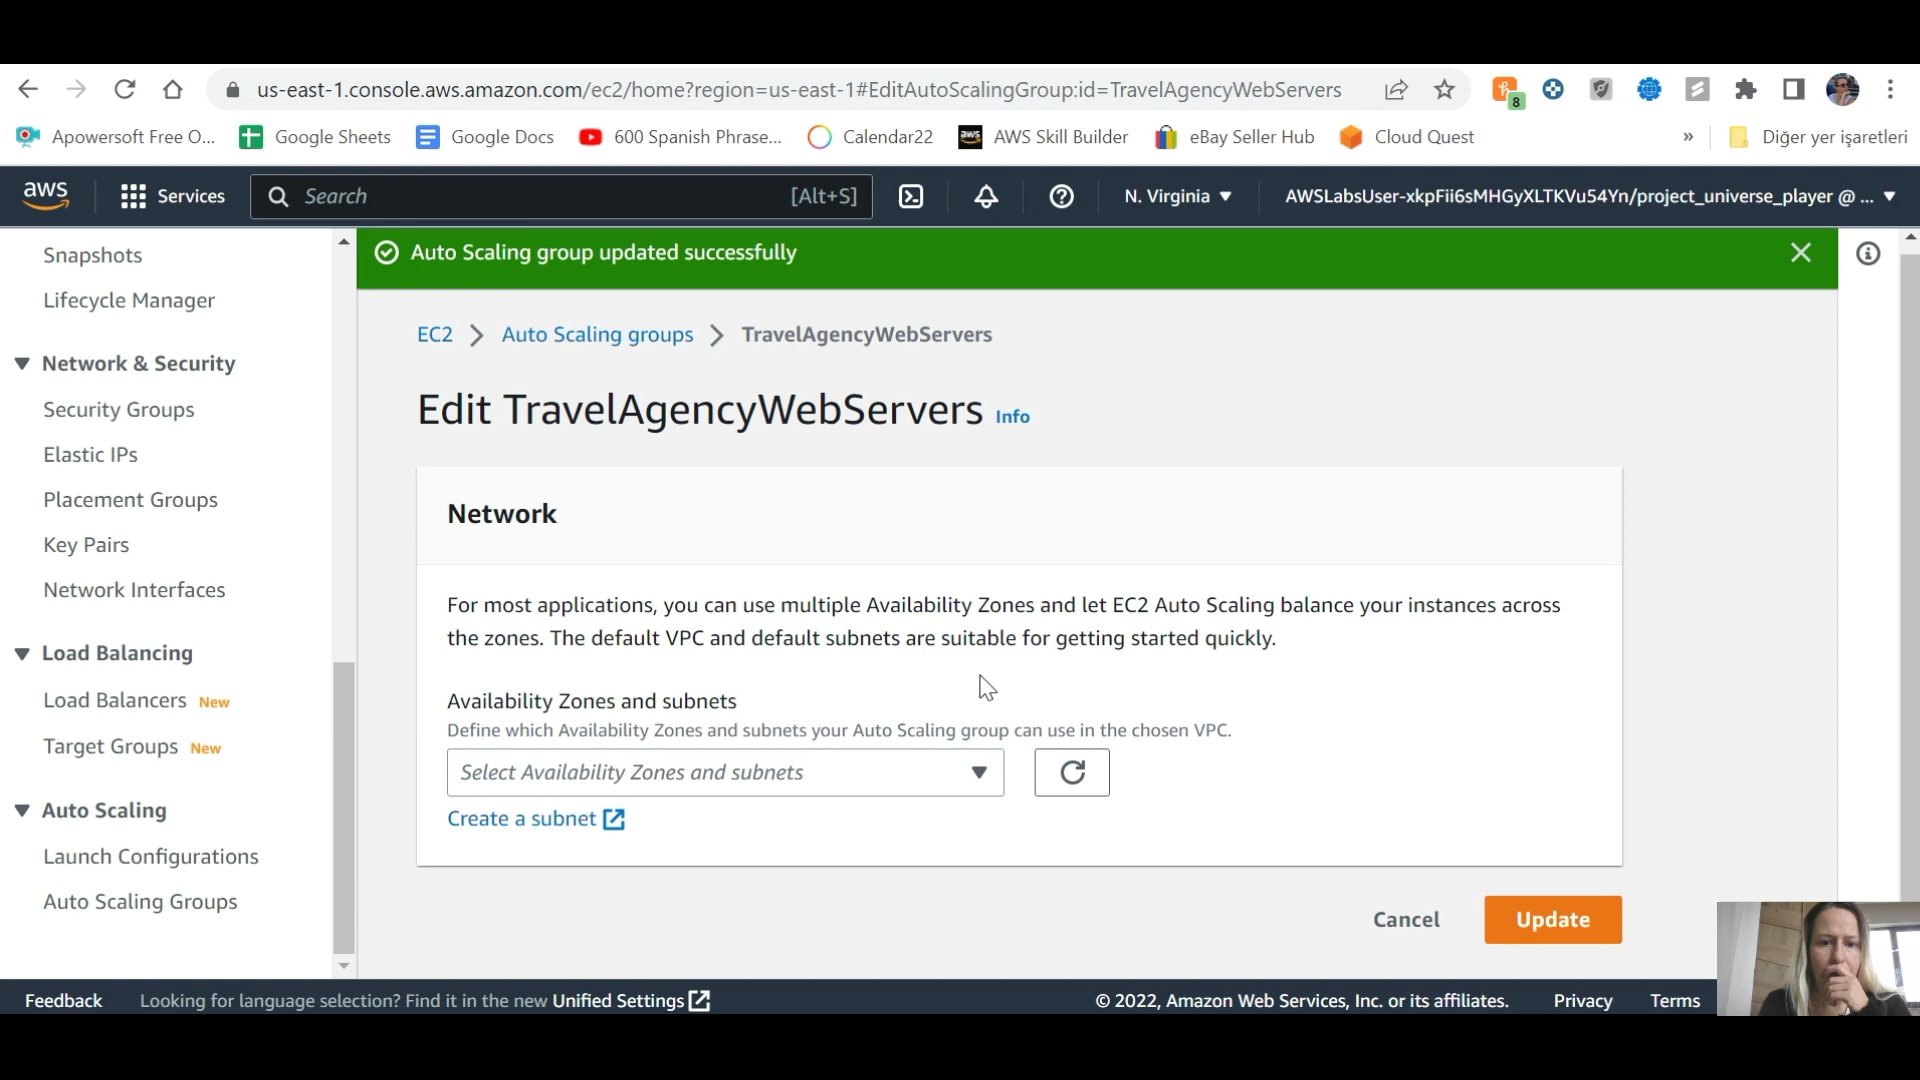 us-east-1.console.aws.amazon.com/ec2/home?region=us-east-1#EditAutoScalingGroup:id=TravelAgencyWebServers
8
Apowersoft Free O... Google Sheets Google Docs 600 Spanish Phrase... Calendar22 aws AWS Skill Builder eBay Seller Hub Cloud Quest » Diğer yer işaretleri
aws Services Search [Alt+S] N. Virginia ▼ AWSLabsUser-xkpFii6sMHGyXLTKVu54Yn/project_universe_player @ ... ▼
Snapshots
Lifecycle Manager
Network & Security
Security Groups
Elastic IPs
Placement Groups
Key Pairs
Network Interfaces
Load Balancing
Load Balancers New
Target Groups New
Auto Scaling
Launch Configurations
Auto Scaling Groups
Auto Scaling group updated successfully
EC2 > Auto Scaling groups > TravelAgencyWebServers
Edit TravelAgencyWebServers Info
Network
For most applications, you can use multiple Availability Zones and let EC2 Auto Scaling balance your instances across
the zones. The default VPC and default subnets are suitable for getting started quickly.
Availability Zones and subnets
Define which Availability Zones and subnets your Auto Scaling group can use in the chosen VPC.
Select Availability Zones and subnets
Create a subnet
Cancel Update
Feedback Looking for language selection? Find it in the new Unified Settings © 2022, Amazon Web Services, Inc. or its affiliates. Privacy Terms